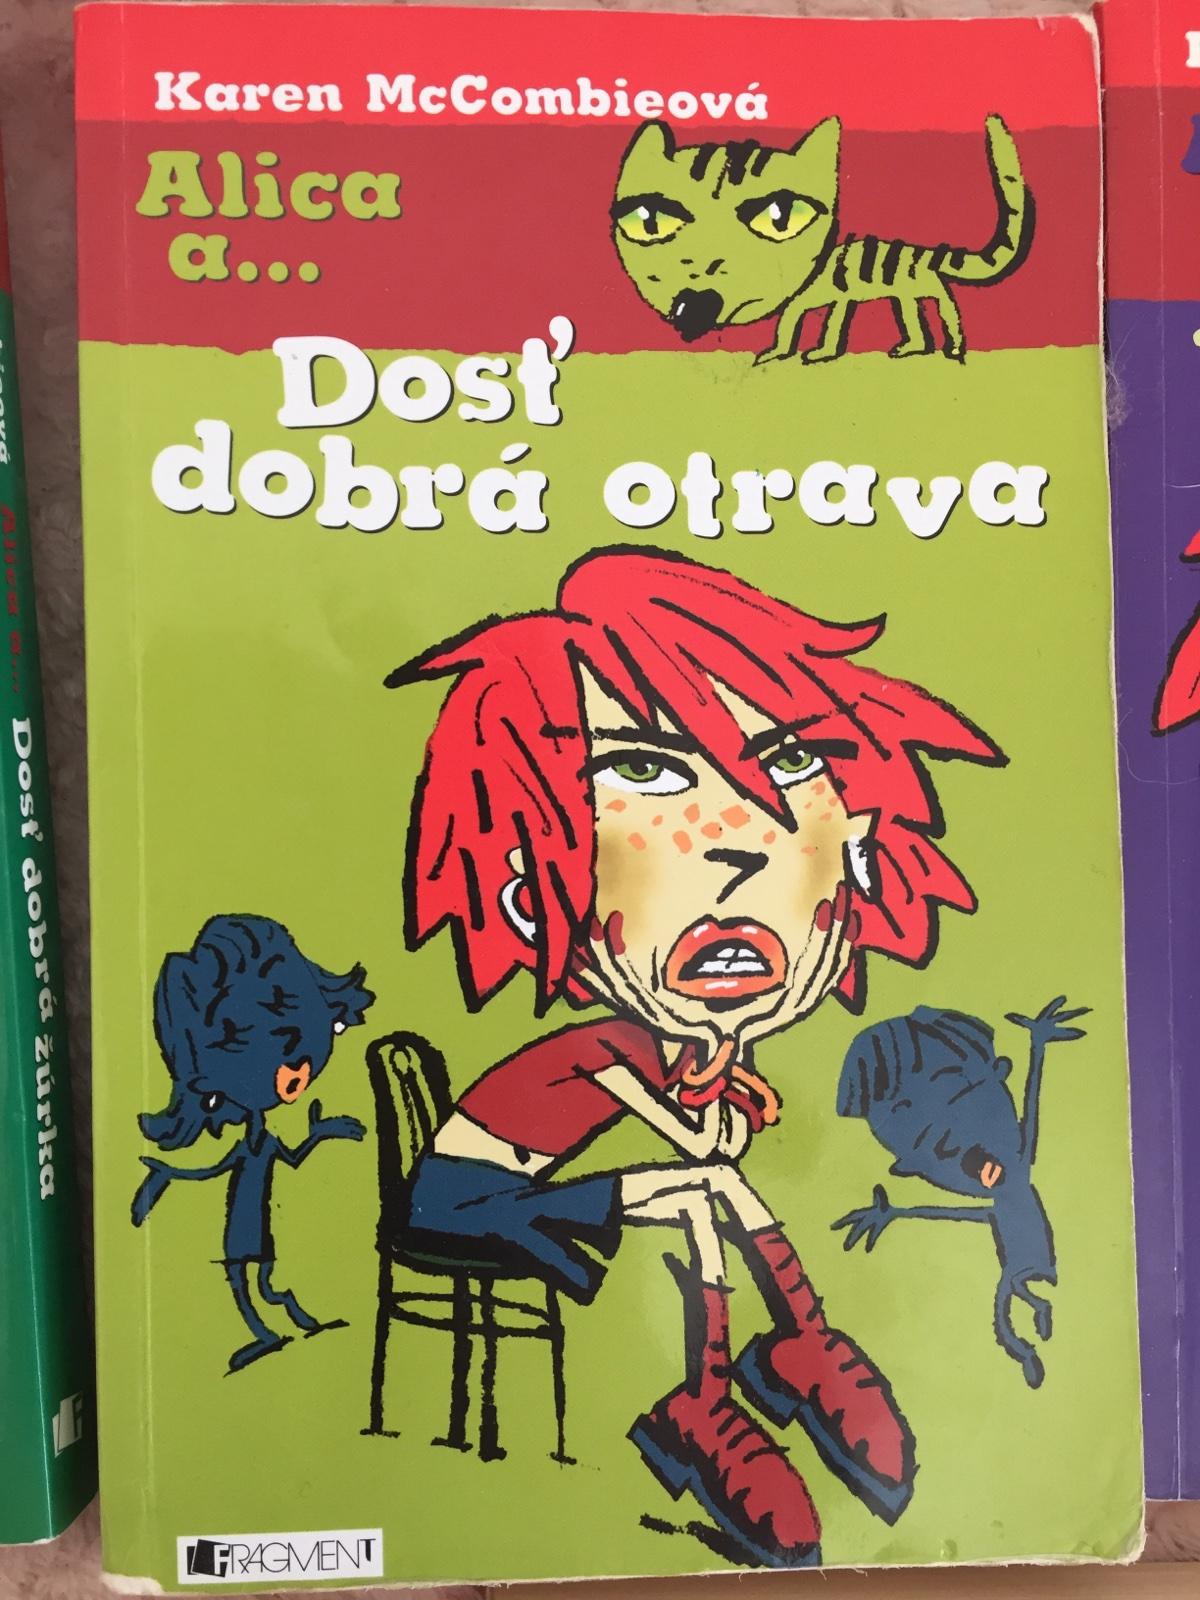 Karen McCombieová
Alica
a...
Dosť
dobrá otrava
FRAGMENT
Alica a... Dosť dobrá žúrka